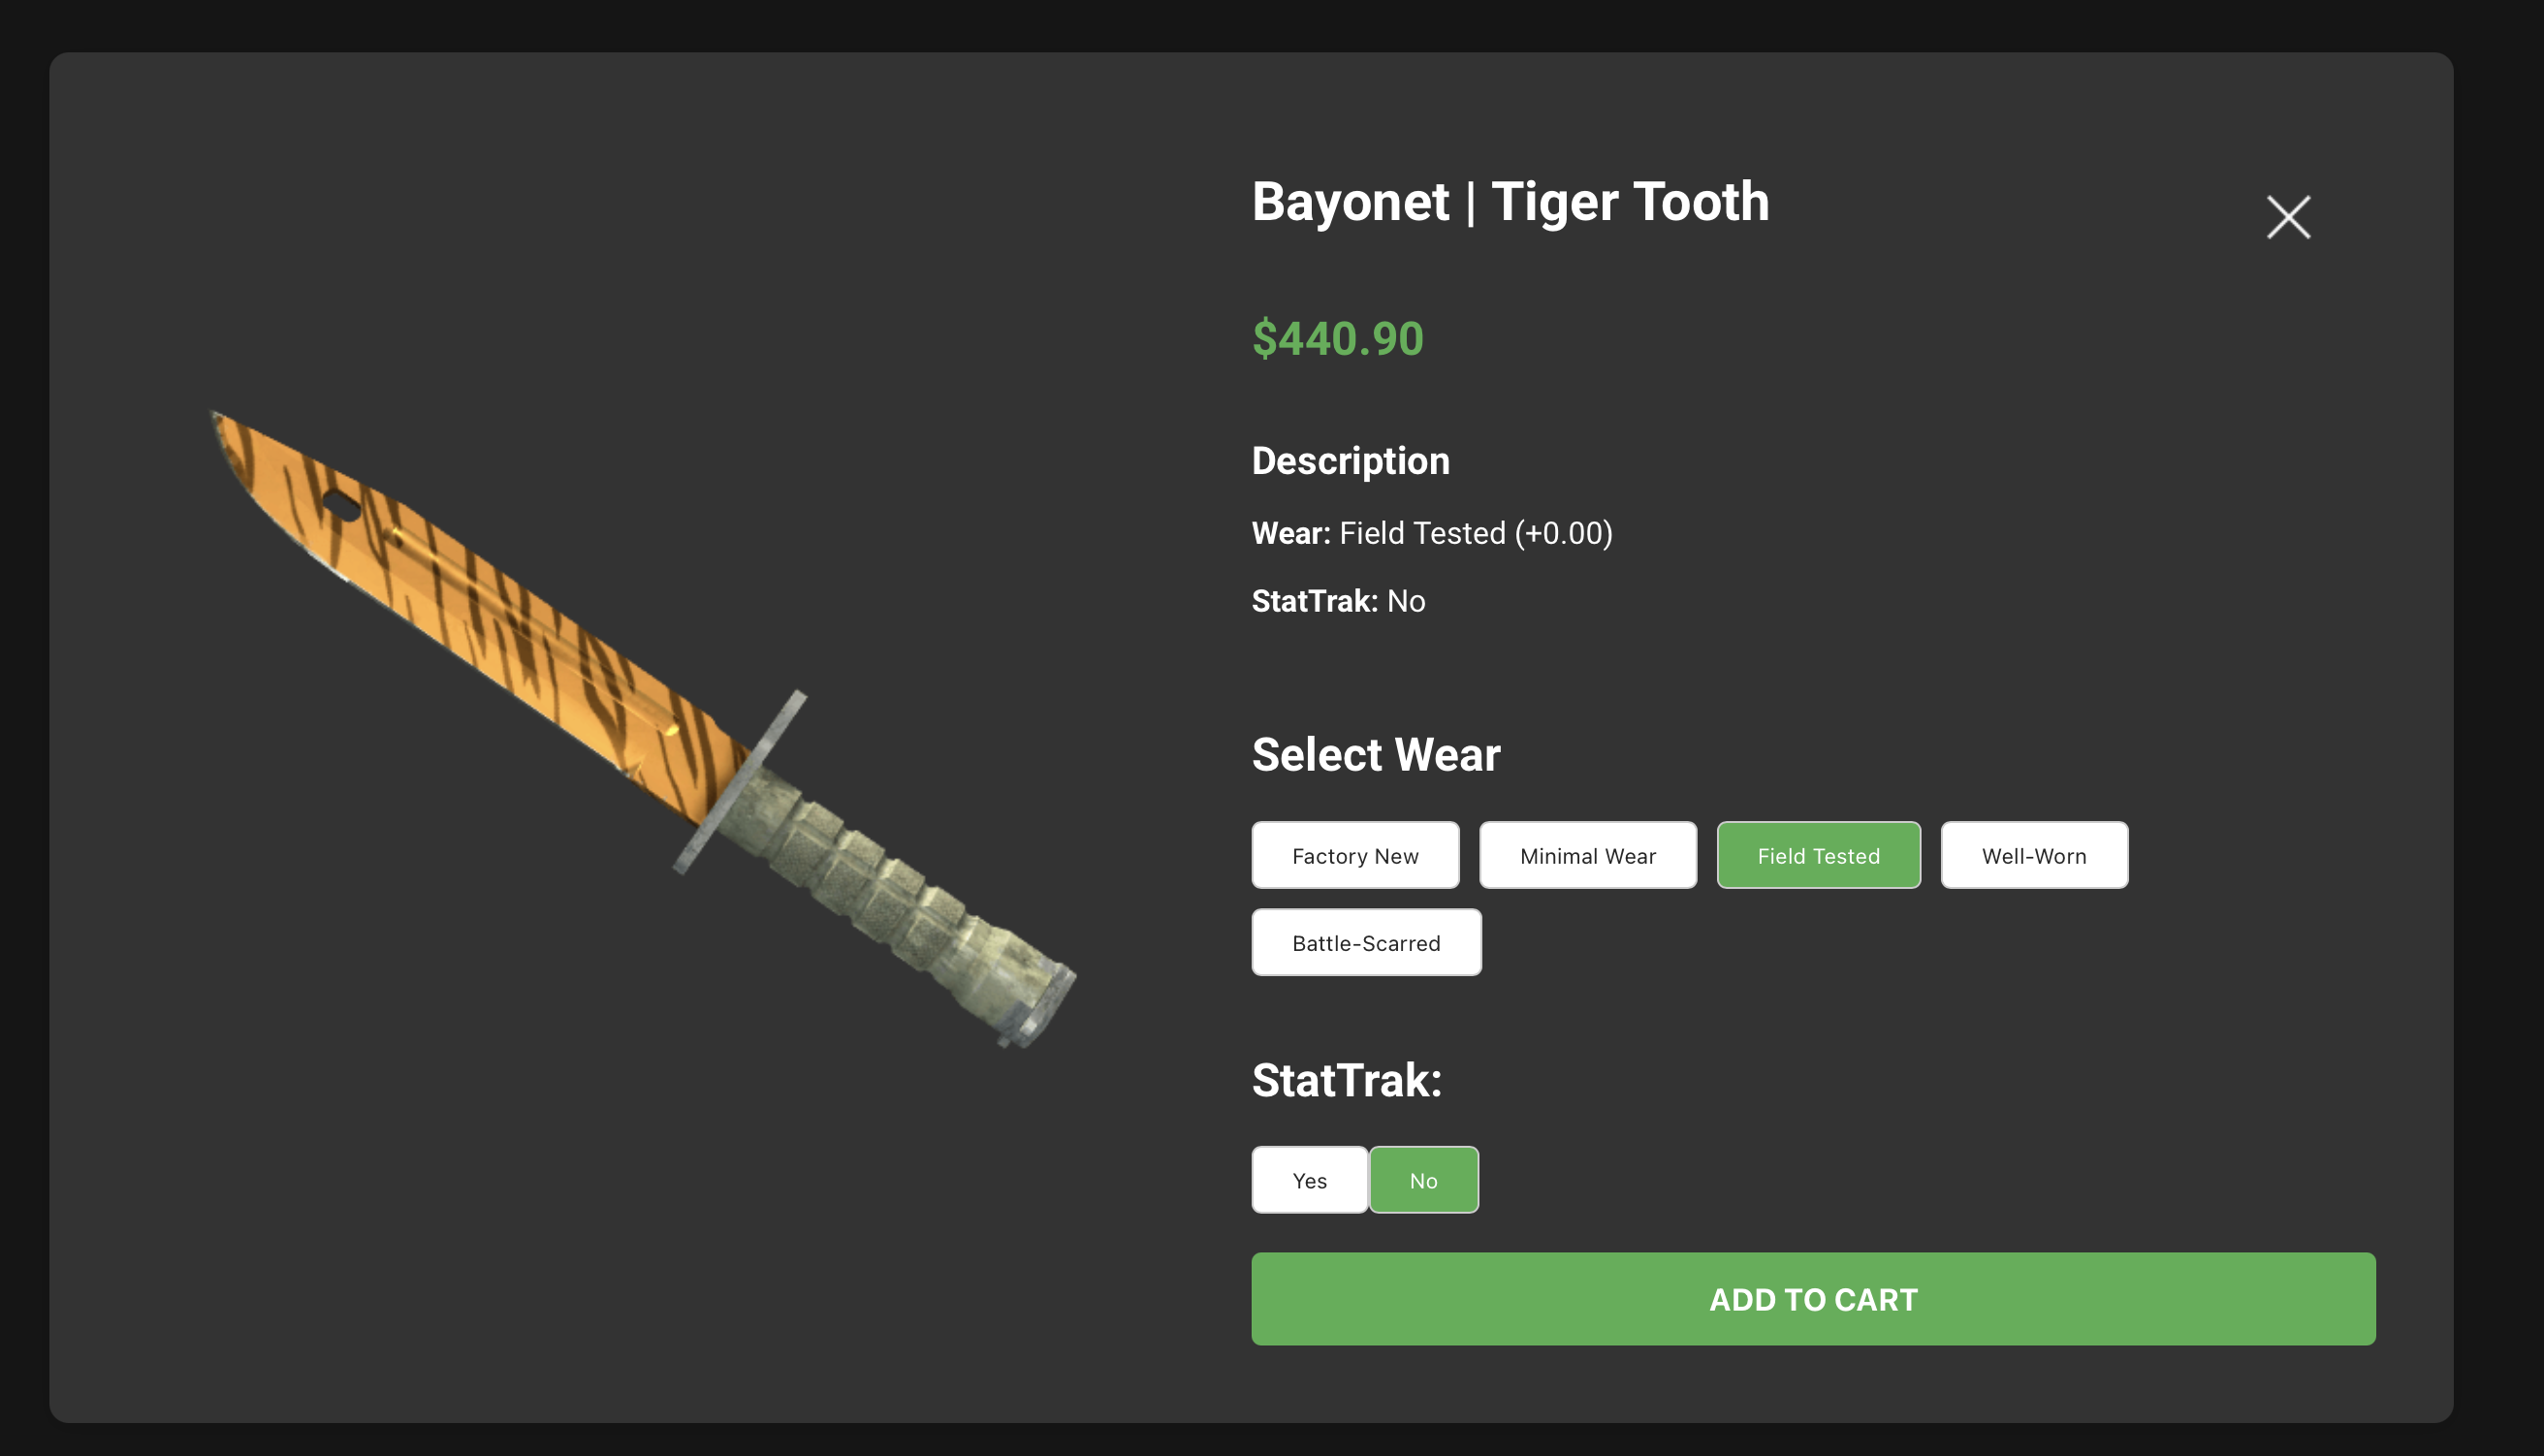 Bayonet | Tiger Tooth
$440.90
Description
Wear: Field Tested (+0.00)
StatTrak: No
Select Wear
Factory New
Minimal Wear
Field Tested
Well-Worn
Battle-Scarred
StatTrak:
Yes
No
ADD TO CART